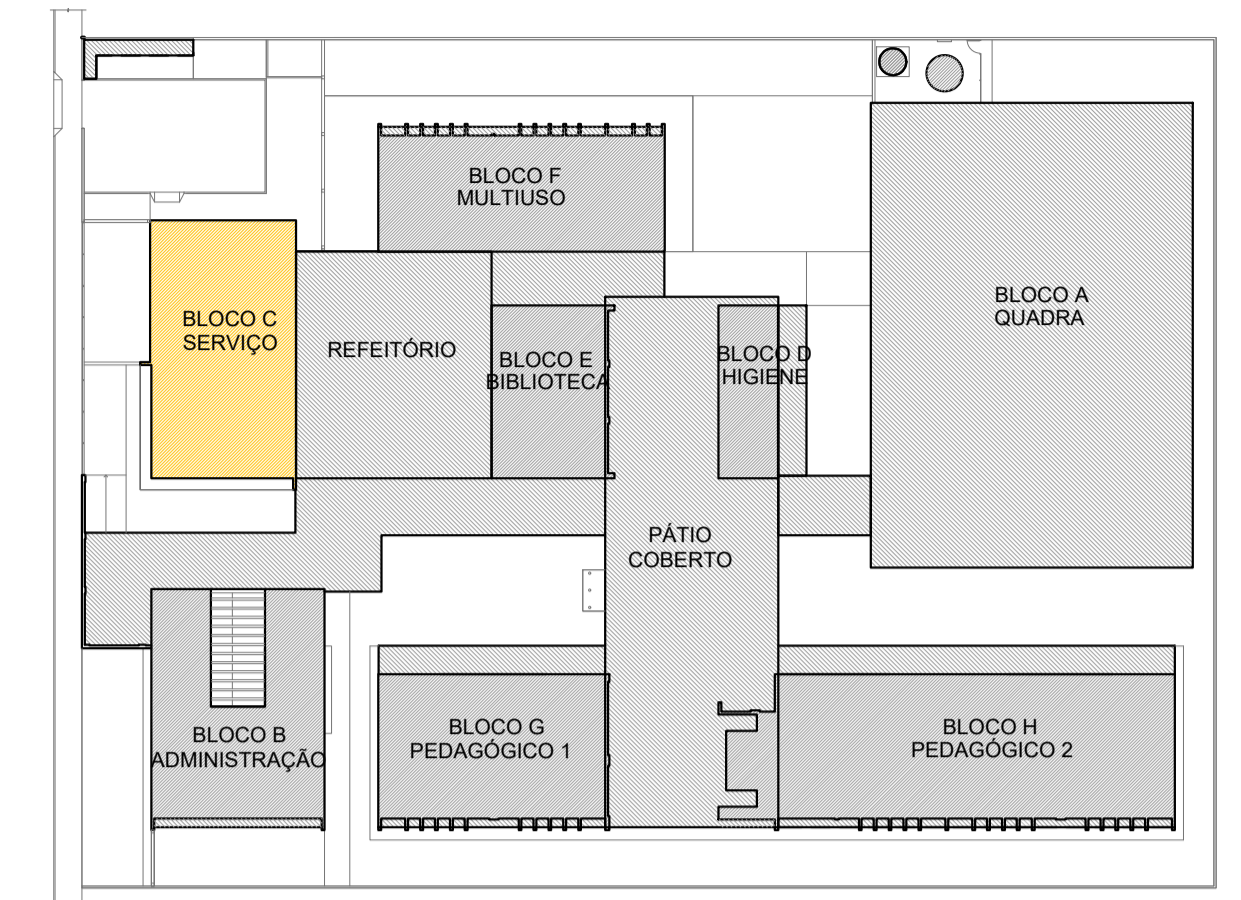 BLOCO F
MULTIUSO
BLOCO A
QUADRA
BLOCO C
SERVIÇO
REFEITÓRIO
BLOCO E
BIBLIOTECA
BLOCO D
HIGIENE
PÁTIO
COBERTO
BLOCO B
ADMINISTRAÇÃO
BLOCO G
PEDAGÓGICO 1
BLOCO H
PEDAGÓGICO 2